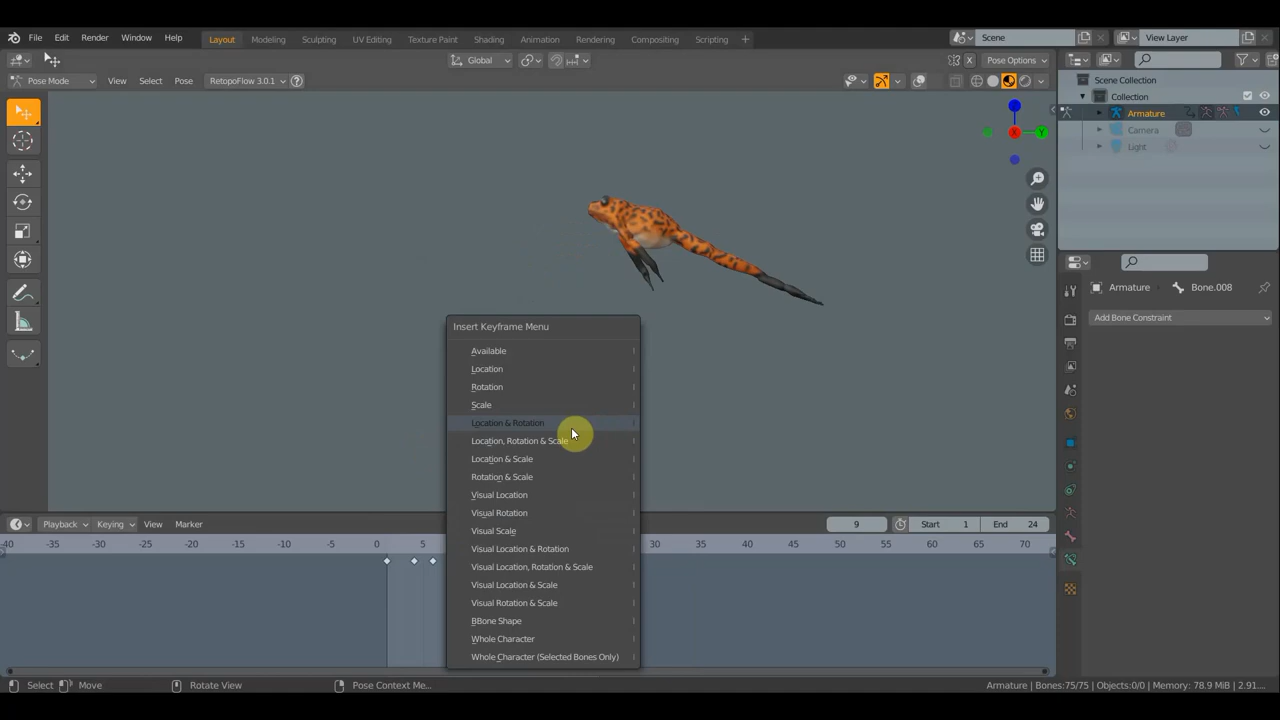 File Edit Render Window Help Layout Modeling Sculpting UV Editing Texture Paint Shading Animation Rendering Compositing Scripting + Scene View Layer
Global Pose Options
Pose Mode View Select Pose RetopoFlow 3.0.1
Scene Collection
Collection
Armature
Camera
Light
X
Y
Armature Bone.008
Add Bone Constraint
Insert Keyframe Menu
Available I
Location I
Rotation I
Scale I
Location & Rotation I
Location, Rotation & Scale I
Location & Scale I
Rotation & Scale I
Visual Location I
Visual Rotation I
Visual Scale I
Visual Location & Rotation I
Visual Location, Rotation & Scale I
Visual Location & Scale I
Visual Rotation & Scale I
BBone Shape I
Whole Character I
Whole Character (Selected Bones Only) I
Playback Keying View Marker 9 Start 1 End 24
-40 -35 -30 -25 -20 -15 -10 -5 0 5 30 35 40 45 50 55 60 65 70 75
Select Move Rotate View Pose Context Me... Armature | Bones:75/75 | Objects:0/0 | Memory: 78.9 MiB | 2.91...